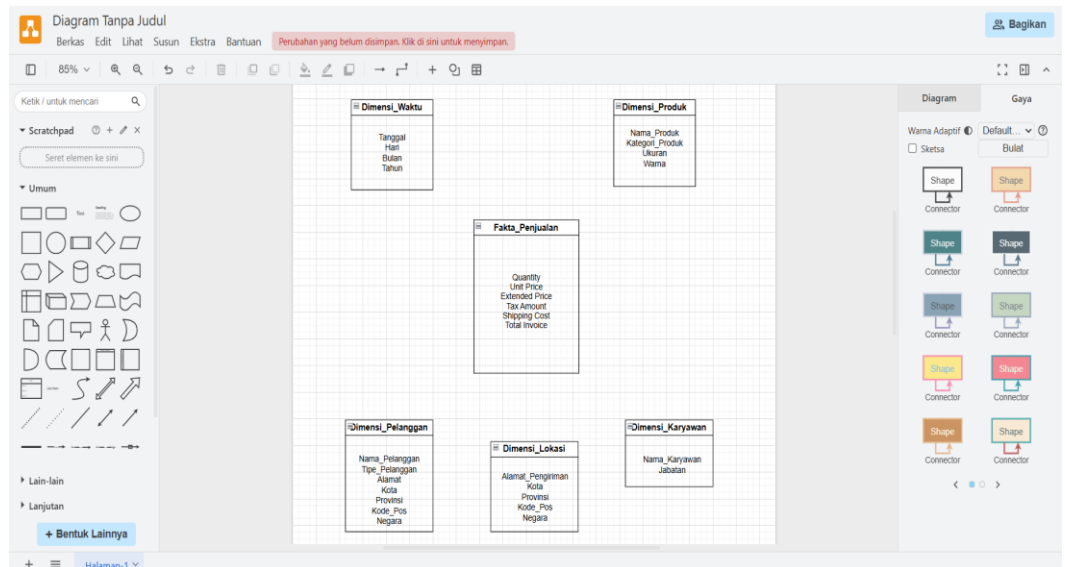 Diagram Tanpa Judul
Berkas Edit Lihat Susun Ekstra Bantuan
Perubahan yang belum disimpan. Klik di sini untuk menyimpan.
Bagikan
85%
Ketik / untuk mencari
Scratchpad
Seret elemen ke sini
Umum
Text
Heading
Lain-lain
Lanjutan
+ Bentuk Lainnya
Halaman-1
Dimensi_Waktu
Tanggal
Hari
Bulan
Tahun
Dimensi_Produk
Nama_Produk
Kategori_Produk
Ukuran
Warna
Fakta_Penjualan
Quantity
Unit Price
Extended Price
Tax Amount
Shipping Cost
Total Invoice
Dimensi_Pelanggan
Nama_Pelanggan
Tipe_Pelanggan
Alamat
Kota
Provinsi
Kode_Pos
Negara
Dimensi_Lokasi
Alamat_Pengiriman
Kota
Provinsi
Kode_Pos
Negara
Dimensi_Karyawan
Nama_Karyawan
Jabatan
Diagram
Gaya
Warna Adaptif
Default...
Sketsa
Bulat
Shape
Connector
Shape
Connector
Shape
Connector
Shape
Connector
Shape
Connector
Shape
Connector
Shape
Connector
Shape
Connector
Shape
Connector
Shape
Connector